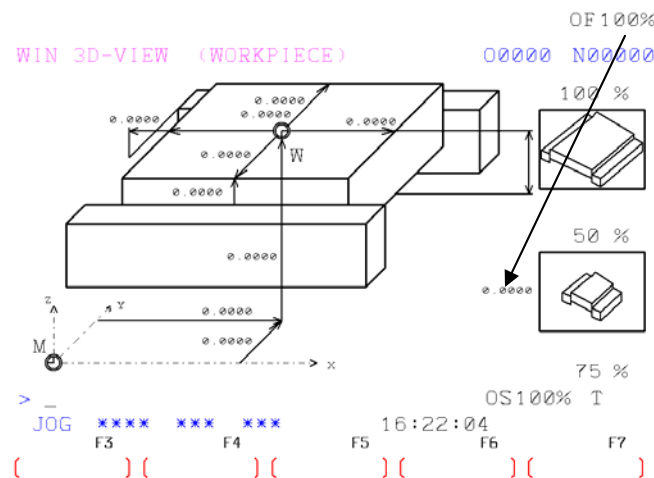 OF100%
WIN 3D-VIEW (WORKPIECE) O0000 N00000
100 %
0.0000
0.0000
0.0000
0.0000
0.0000
W
0.0000
50 %
0.0000
0.0000
Z
Y
0.0000
0.0000
M
X
75 %
> _ OS100% T
JOG **** *** *** 16:22:04
F3 F4 F5 F6 F7
( ) ( ) ( ) ( ) ( )